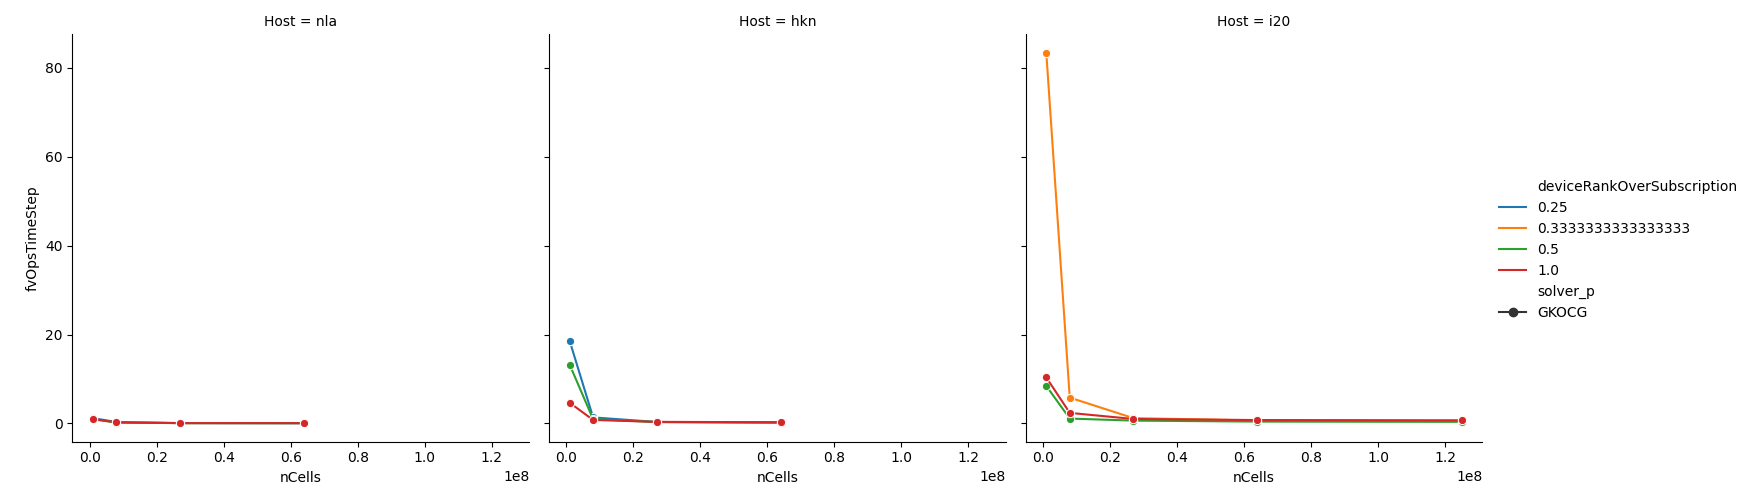 Host = nla
Host = hkn
Host = i20
fvOpsTimeStep
80
60
40
20
0
0.0 0.2 0.4 0.6 0.8 1.0 1.2
1e8
nCells
0.0 0.2 0.4 0.6 0.8 1.0 1.2
1e8
nCells
0.0 0.2 0.4 0.6 0.8 1.0 1.2
1e8
nCells
deviceRankOverSubscription
0.25
0.3333333333333333
0.5
1.0
solver_p
GKOCG